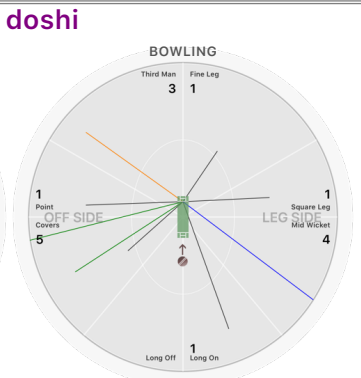 doshi
BOWLING
Third Man Fine Leg
3 1
1 1
Point Square Leg
OFF SIDE LEG SIDE
Covers Mid Wicket
5 4
1
Long Off Long On